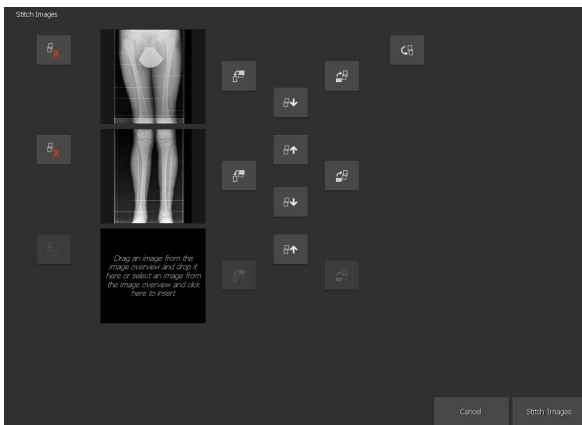 Stitch Images
Drag an image from the
image overview and drop it
here or select an image from
the image overview and click
here to insert
Cancel
Stitch Images